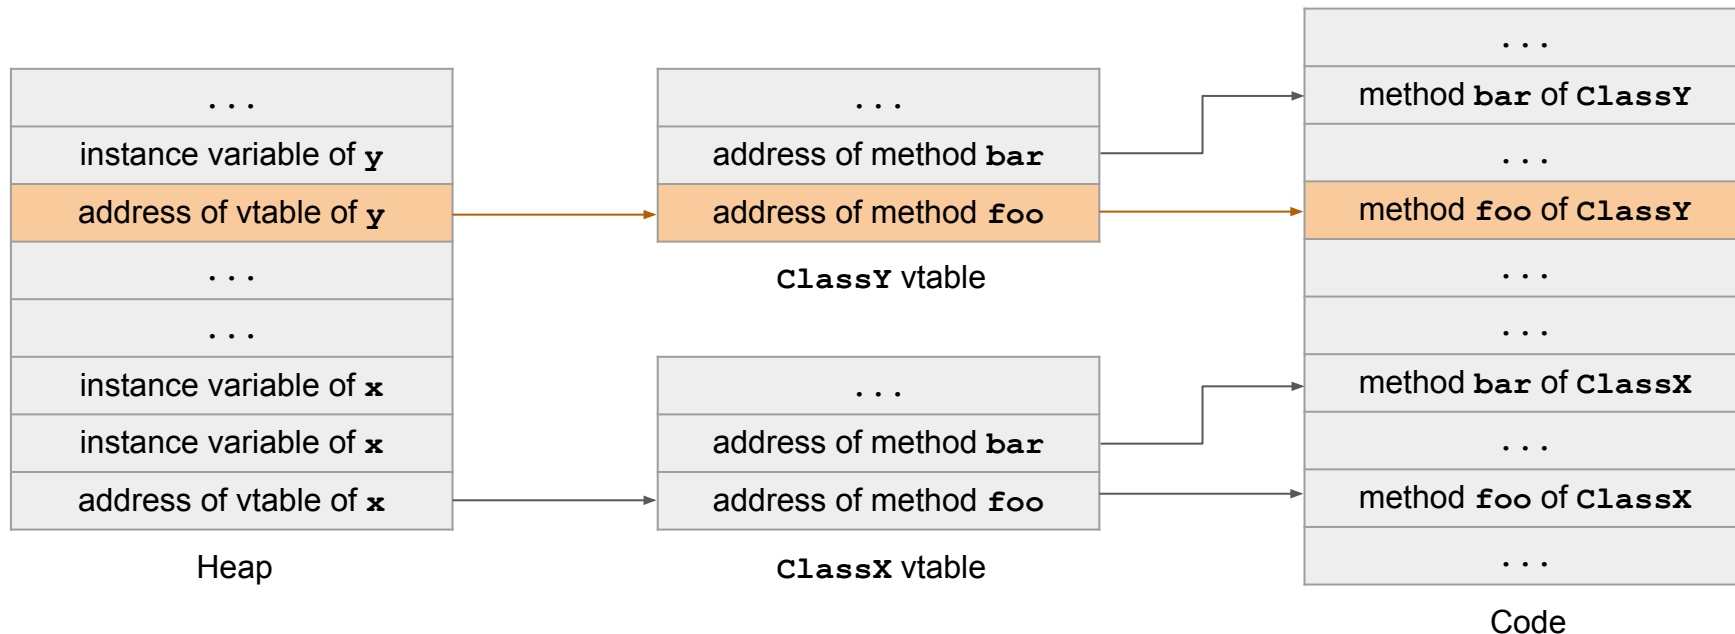 ...
instance variable of y
address of vtable of y
...
...
instance variable of x
instance variable of x
address of vtable of x
Heap
...
address of method bar
address of method foo
ClassY vtable
...
address of method bar
address of method foo
ClassX vtable
...
method bar of ClassY
...
method foo of ClassY
...
...
method bar of ClassX
...
method foo of ClassX
...
Code